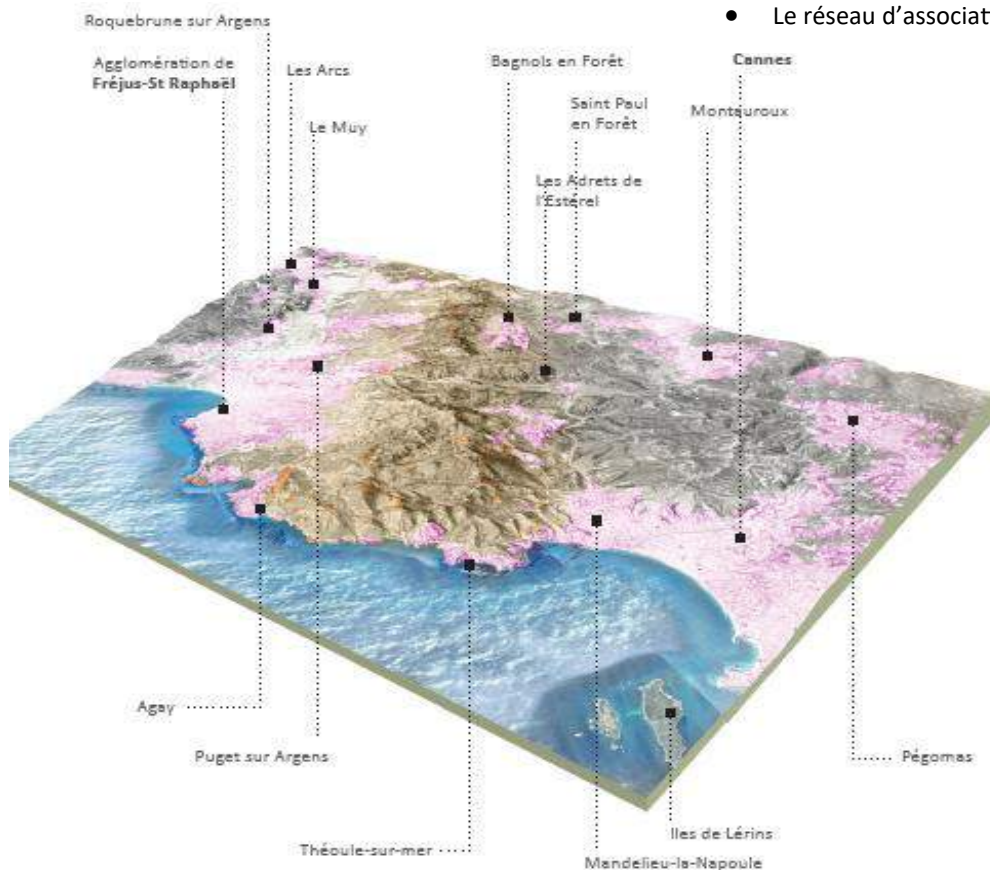 • Le réseau d’associat
Roquebrune sur Argens
Agglomération de
Fréjus-St Raphaël
Les Arcs
Le Muy
Bagnols en Forêt
Saint Paul
en Forêt
Les Adrets de
l'Estérel
Cannes
Montauroux
Agay
Puget sur Argens
Pégomas
Théoule-sur-mer
Iles de Lérins
Mandelieu-la-Napoule